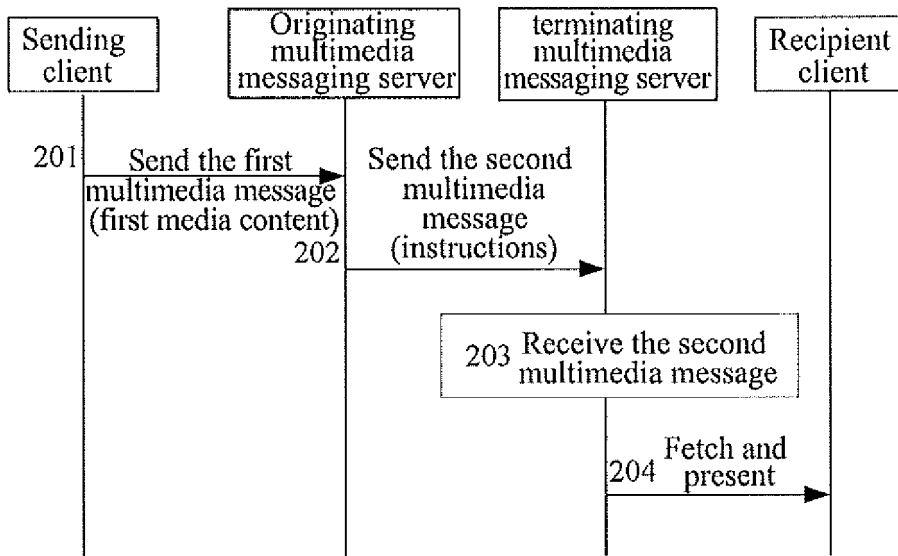 Sending
client
Originating
multimedia
messaging server
terminating
multimedia
messaging server
Recipient
client
201
Send the first
multimedia message
(first media content)
202
Send the second
multimedia
message
(instructions)
203
Receive the second
multimedia message
204
Fetch and
present